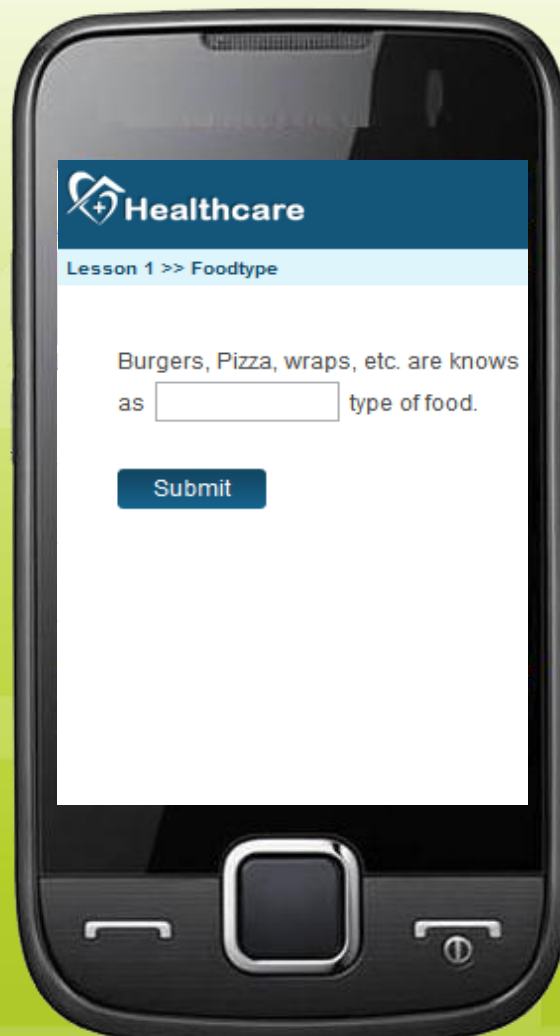 Healthcare
Lesson 1 >> Foodtype
Burgers, Pizza, wraps, etc. are knows
as type of food.
Submit